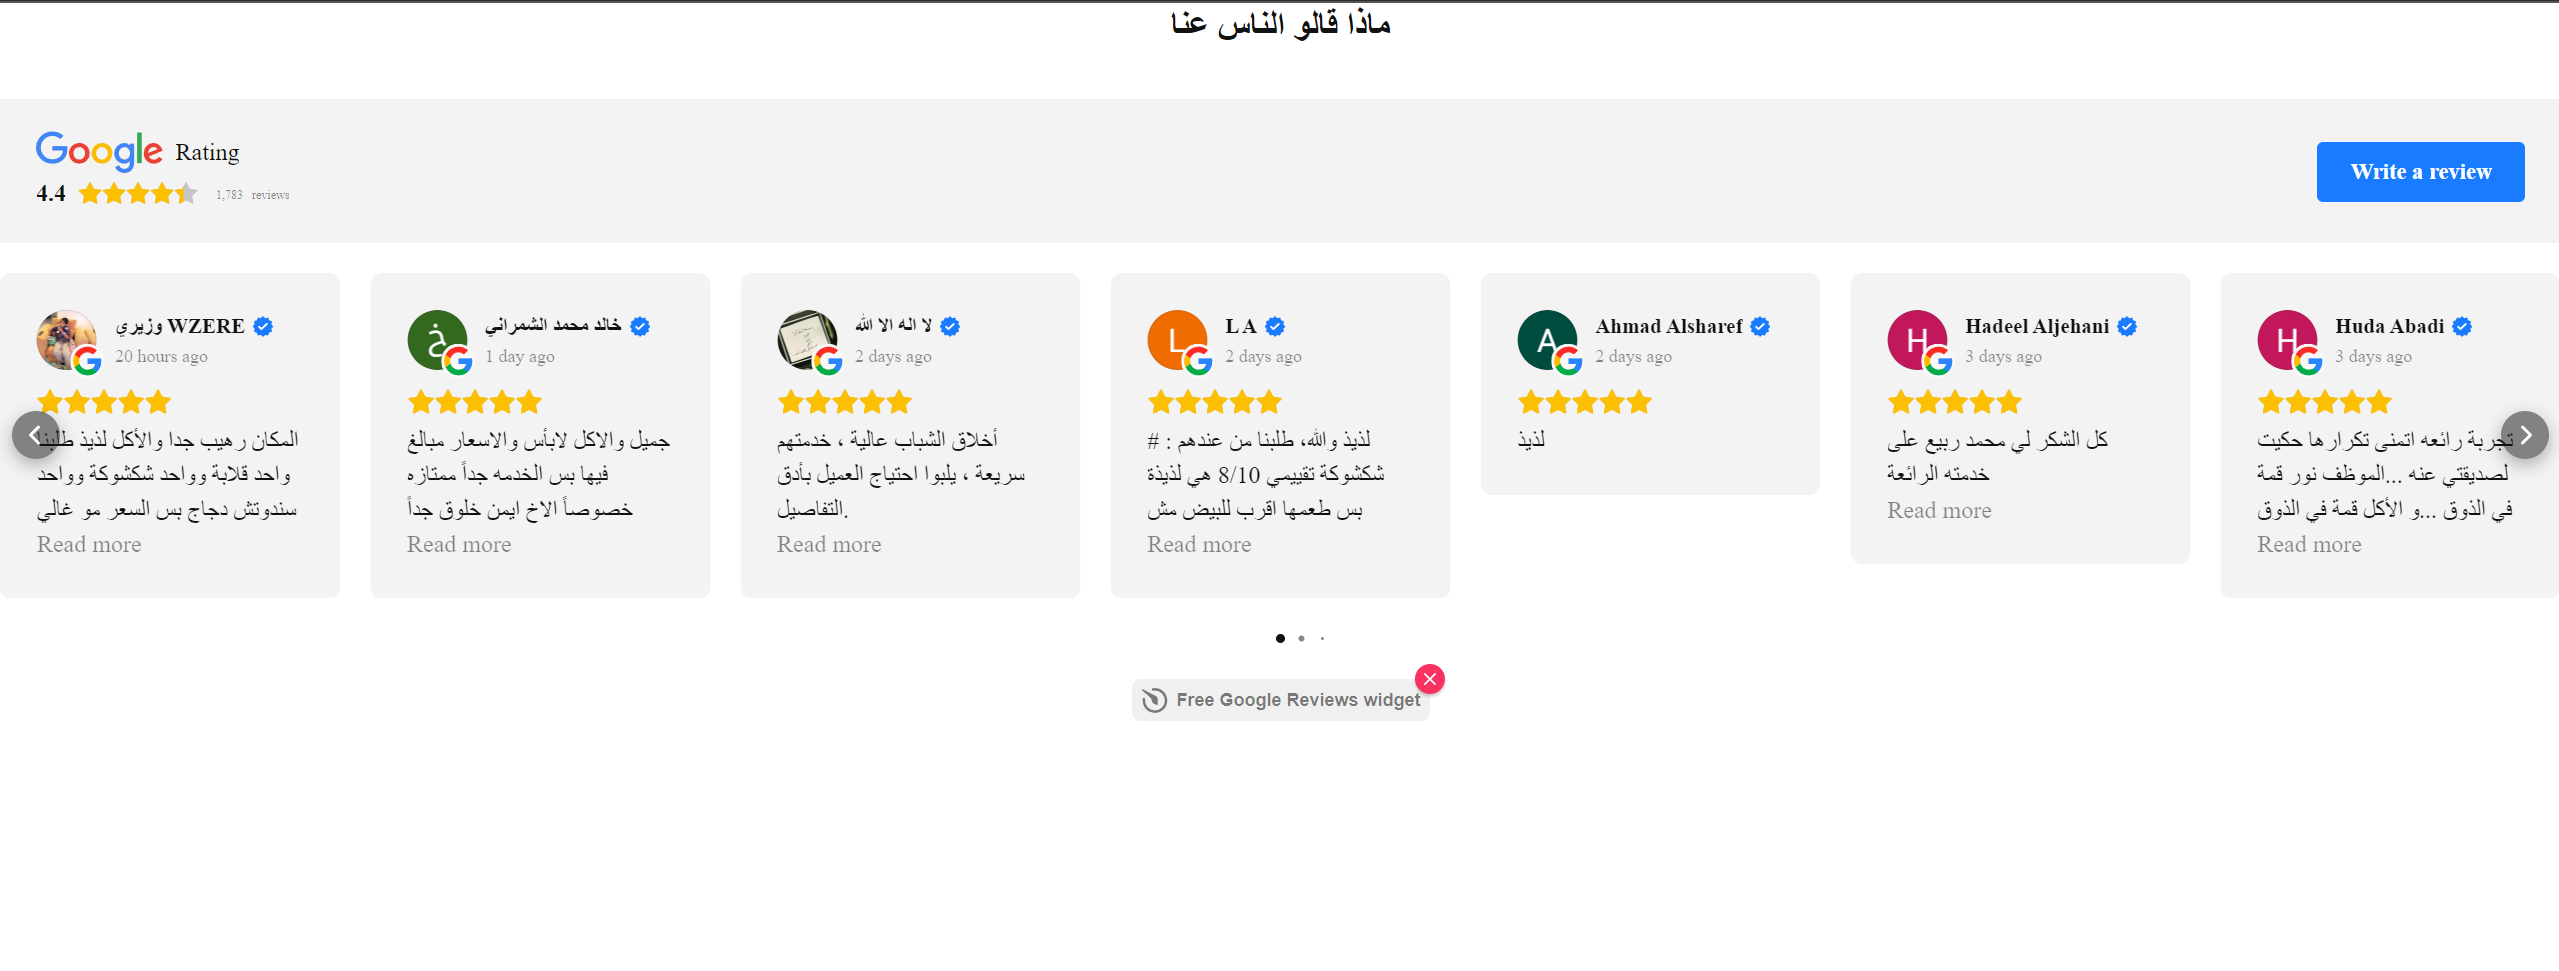 ماذا قالو الناس عنا
Google Rating
4.4 1,783 reviews
Write a review
وزيري WZERE
20 hours ago
المكان رهيب جدا والأكل لذيذ طلبنا
واحد قلابة وواحد شكشوكة وواحد
سندوتش دجاج بس السعر مو غالي
Read more
خالد محمد الشمراني
1 day ago
جميل والاكل لابأس والاسعار مبالغ
فيها بس الخدمه جداً ممتازه
خصوصاً الاخ ايمن خلوق جداً
Read more
لا اله الا الله
2 days ago
أخلاق الشباب عالية ، خدمتهم
سريعة ، يلبوا احتياج العميل بأدق
التفاصيل.
Read more
L
L A
2 days ago
لذيذ والله، طلبنا من عندهم : #
شكشوكة تقييمي 8/10 هي لذيذة
بس طعمها اقرب للبيض مش
Read more
A
Ahmad Alsharef
2 days ago
لذيذ
H
Hadeel Aljehani
3 days ago
كل الشكر لي محمد ربيع على
خدمته الرائعة
Read more
H
Huda Abadi
3 days ago
تجربة رائعه اتمنى تكرارها حكيت
لصديقتي عنه ...الموظف نور قمة
في الذوق ...و الأكل قمة في الذوق
Read more
Free Google Reviews widget